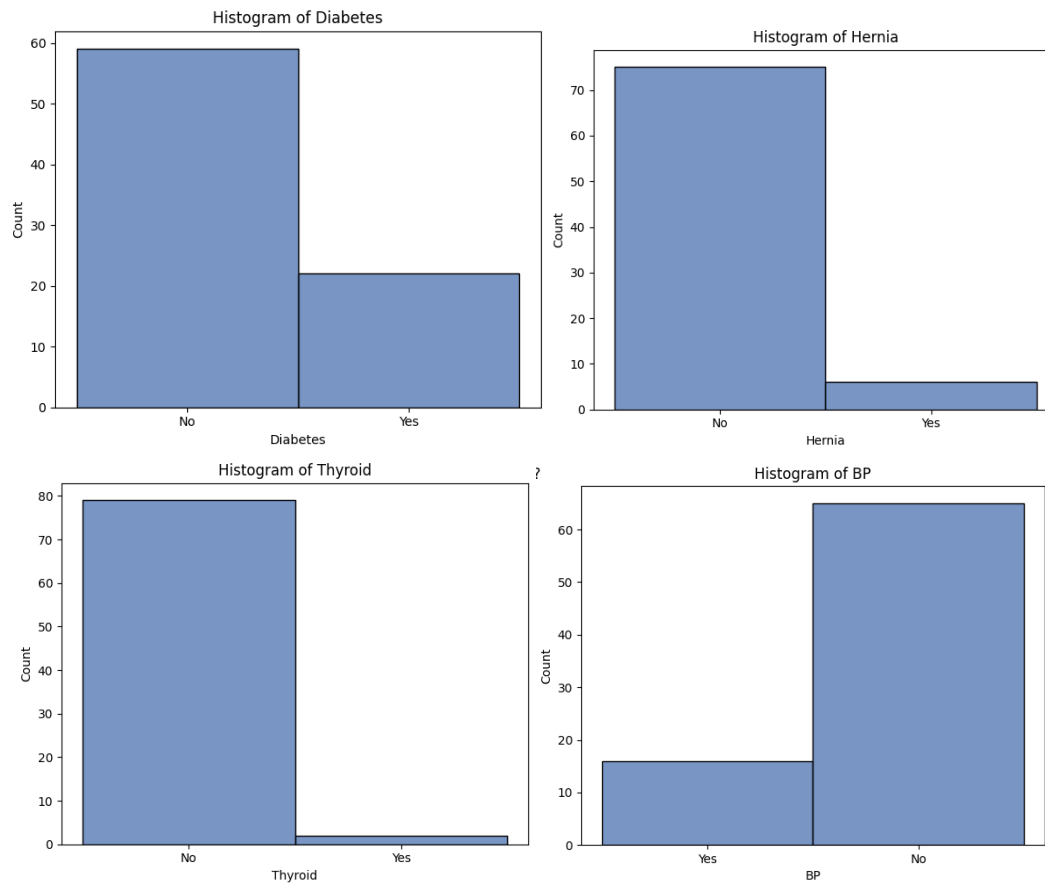 Histogram of Diabetes
60
50
40
30
20
10
0
Count
No
Yes
Diabetes
Histogram of Hernia
70
60
50
40
30
20
10
0
Count
No
Yes
Hernia
Histogram of Thyroid
80
70
60
50
40
30
20
10
0
Count
No
Yes
Thyroid
?
Histogram of BP
60
50
40
30
20
10
0
Count
Yes
No
BP